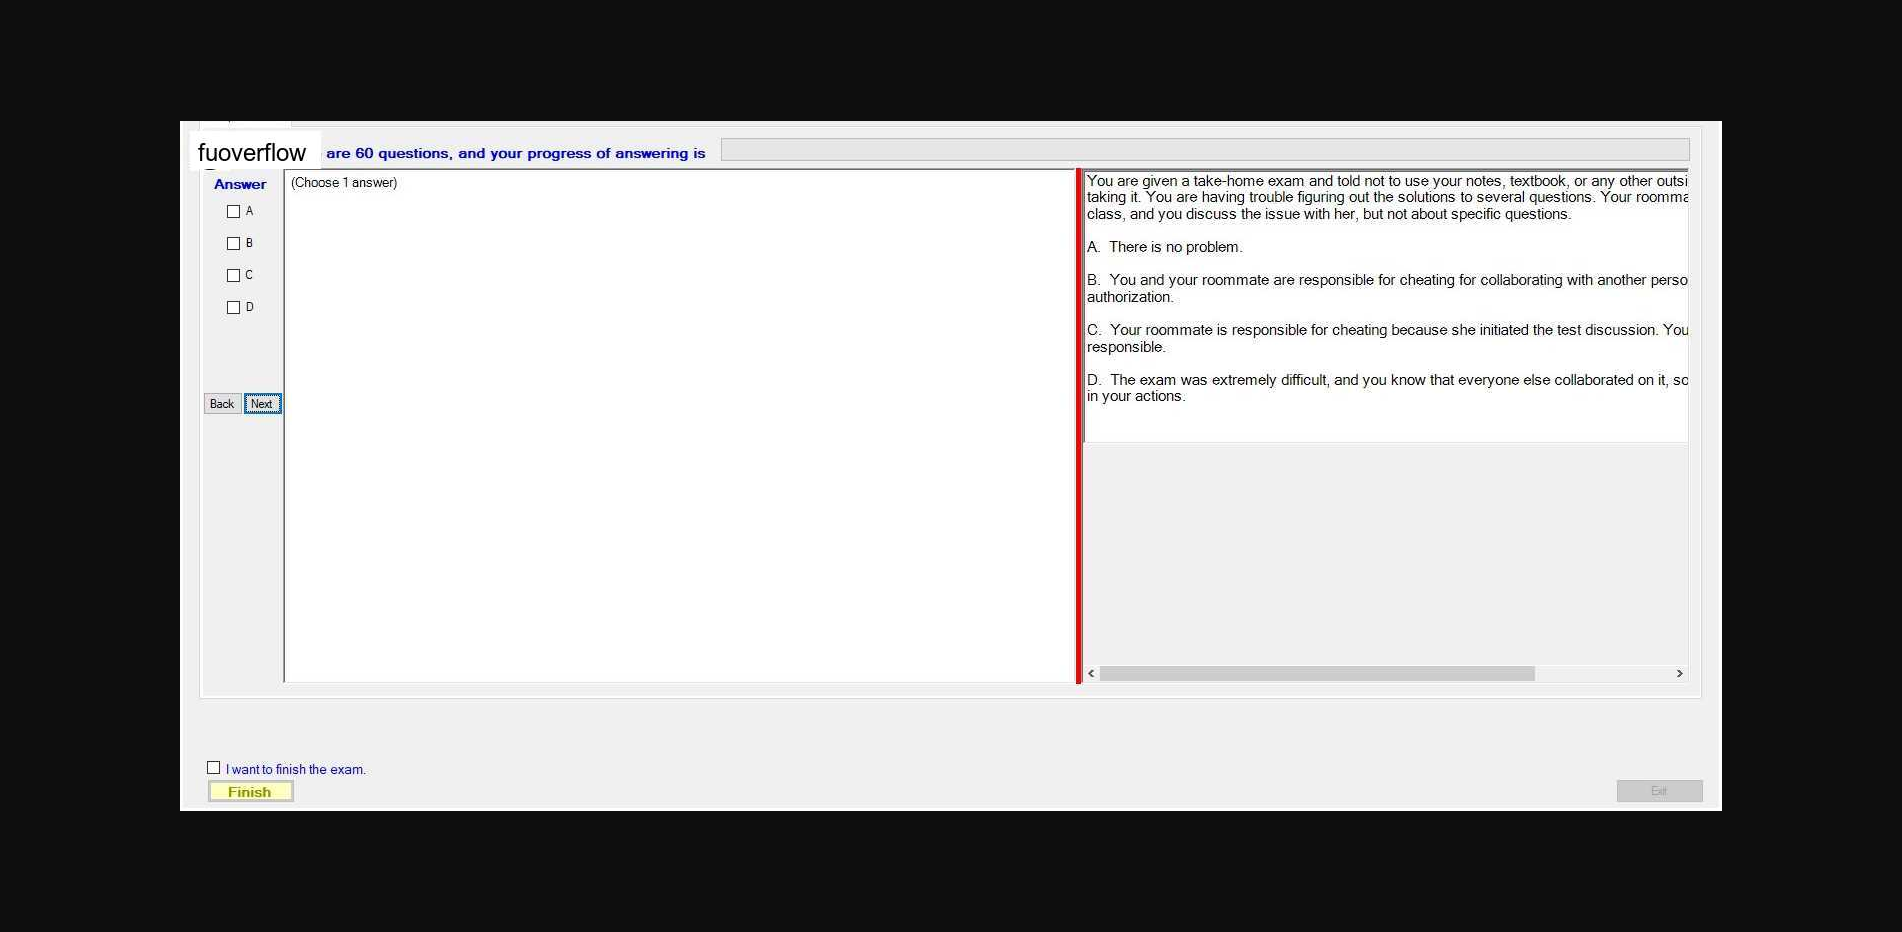 fuoverflow are 60 questions, and your progress of answering is
Answer
A
B
C
D
Back Next
(Choose 1 answer)
You are given a take-home exam and told not to use your notes, textbook, or any other outsi
taking it. You are having trouble figuring out the solutions to several questions. Your roomma
class, and you discuss the issue with her, but not about specific questions.
A. There is no problem.
B. You and your roommate are responsible for cheating for collaborating with another perso
authorization.
C. Your roommate is responsible for cheating because she initiated the test discussion. You
responsible.
D. The exam was extremely difficult, and you know that everyone else collaborated on it, so
in your actions.
I want to finish the exam.
Finish
Exit